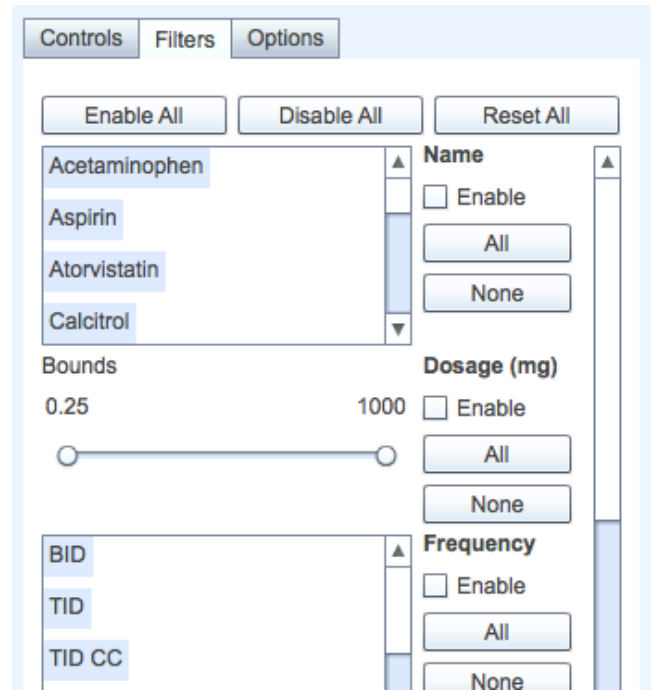 Controls Filters Options
Enable All Disable All Reset All
Acetaminophen
Aspirin
Atorvistatin
Calcitrol
Name
Enable
All
None
Bounds
0.25 1000
Dosage (mg)
Enable
All
None
BID
TID
TID CC
Frequency
Enable
All
None